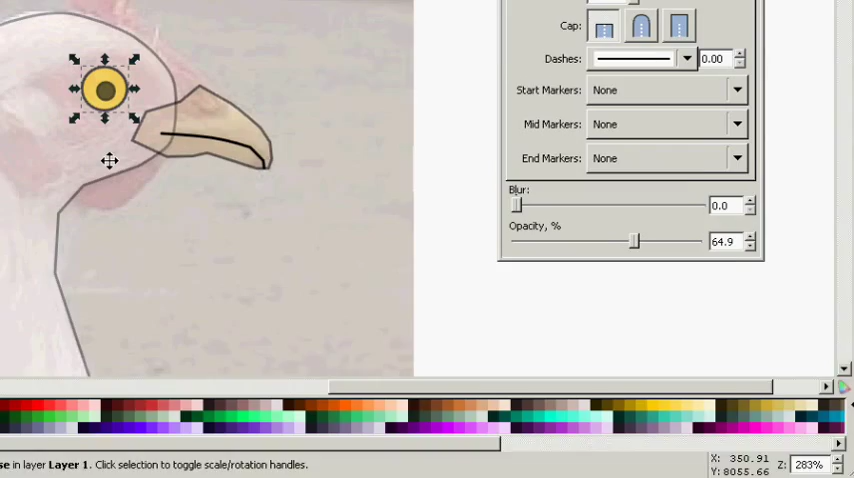 Cap:
Dashes: 0.00
Start Markers: None
Mid Markers: None
End Markers: None
Blur:
0.0
Opacity, %
64.9
se in layer Layer 1. Click selection to toggle scale/rotation handles.
X: 350.91
Y: 8055.66
Z: 283%